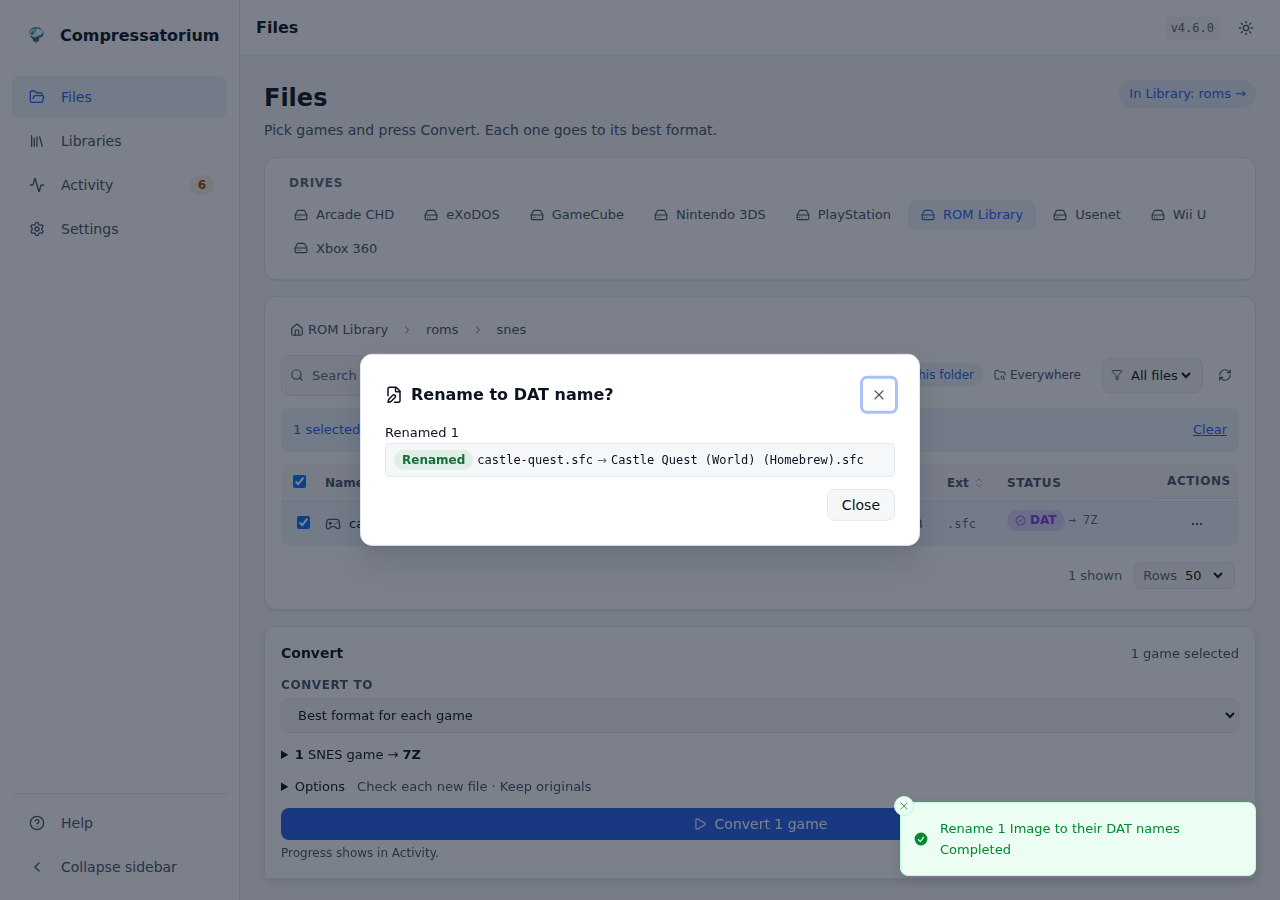 Compressatorium
Files
Libraries
Activity 6
Settings
Help
Collapse sidebar
Files
v4.6.0
Files
In Library: roms →
Pick games and press Convert. Each one goes to its best format.
DRIVES
Arcade CHD
eXoDOS
GameCube
Nintendo 3DS
PlayStation
ROM Library
Usenet
Wii U
Xbox 360
ROM Library > roms > snes
Search
folder
Everywhere
All files
1 selected
Clear
Name
Ext
STATUS
ACTIONS
.sfc
DAT → 7Z
...
1 shown
Rows 50
Rename to DAT name?
Renamed 1
Renamed castle-quest.sfc → Castle Quest (World) (Homebrew).sfc
Close
Convert
1 game selected
CONVERT TO
Best format for each game
1 SNES game → 7Z
Options Check each new file · Keep originals
Convert 1 game
Progress shows in Activity.
Rename 1 Image to their DAT names
Completed